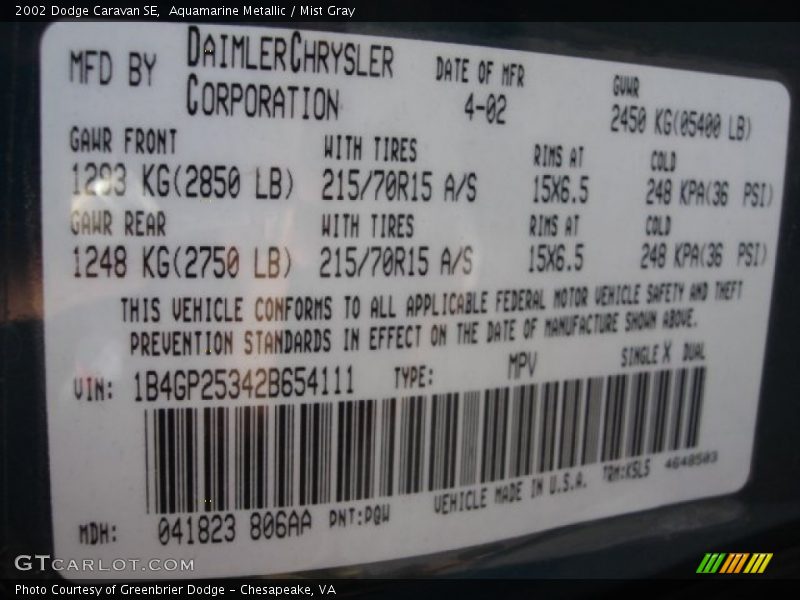 2002 Dodge Caravan SE, Aquamarine Metallic / Mist Gray
MFD BY DAIMLERCHRYSLER CORPORATION
DATE OF MFR 4-02
GVWR 2450 KG(05400 LB)
GAWR FRONT WITH TIRES RIMS AT COLD
1293 KG(2850 LB) 215/70R15 A/S 15X6.5 248 KPA(36 PSI)
GAWR REAR WITH TIRES RIMS AT COLD
1248 KG(2750 LB) 215/70R15 A/S 15X6.5 248 KPA(36 PSI)
THIS VEHICLE CONFORMS TO ALL APPLICABLE FEDERAL MOTOR VEHICLE SAFETY AND THEFT
PREVENTION STANDARDS IN EFFECT ON THE DATE OF MANUFACTURE SHOWN ABOVE.
VIN: 1B4GP25342B654111 TYPE: MPV SINGLE X DUAL
MDH: 041823 806AA PNT:PQW VEHICLE MADE IN U.S.A. TRM:K5L5 4648503
GTCARLOT.COM
Photo Courtesy of Greenbrier Dodge - Chesapeake, VA